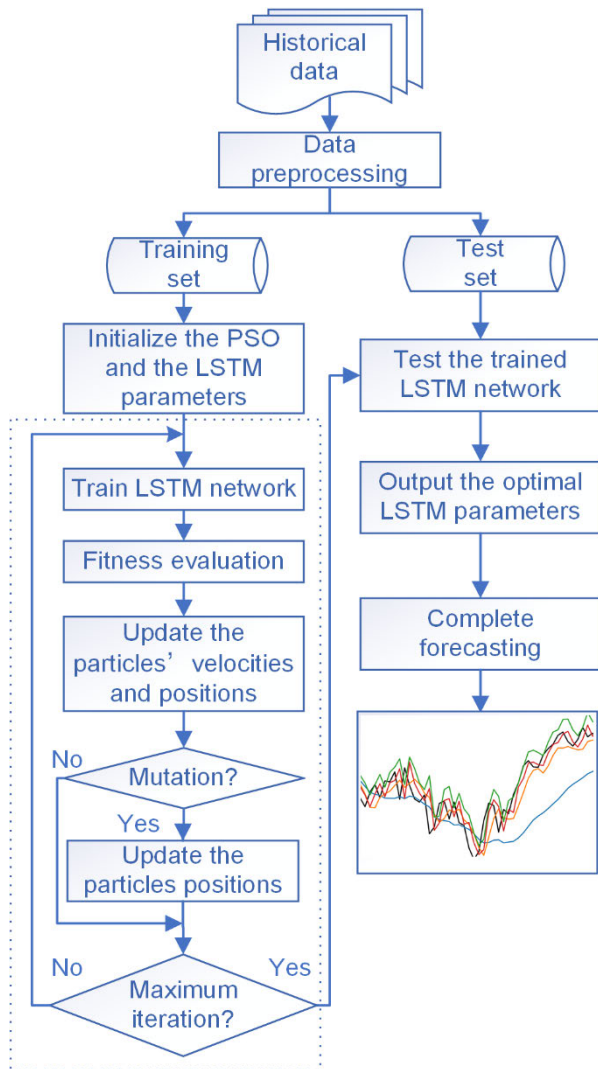 Historical
data
Data
preprocessing
Training
set
Test
set
Initialize the PSO
and the LSTM
parameters
Test the trained
LSTM network
Train LSTM network
Output the optimal
LSTM parameters
Fitness evaluation
Update the
particles’ velocities
and positions
Complete
forecasting
No
Mutation?
Yes
Update the
particles positions
No
Yes
Maximum
iteration?